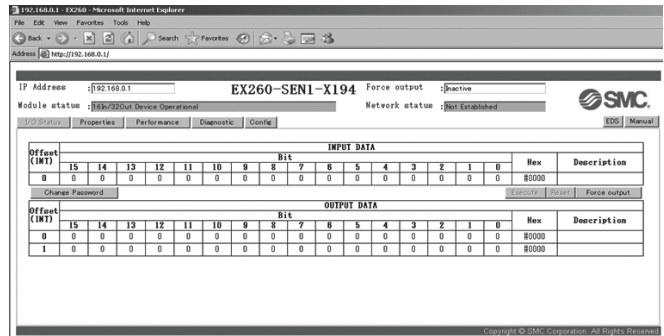 192.168.0.1 - EX260 - Microsoft Internet Explorer
File Edit View Favorites Tools Help
Back Search Favorites
Address http://192.168.0.1/
IP Address :192.168.0.1 EX260-SEN1-X194 Force output :Inactive
Module status :16In/32Out Device Operational Network status :Not Established
SMC.
I/O Status Properties Performance Diagnostic Config EDS Manual
INPUT DATA
Offset (INT) Bit Hex Description
15 14 13 12 11 10 9 8 7 6 5 4 3 2 1 0
0 0 0 0 0 0 0 0 0 0 0 0 0 0 0 0 0 #0000
Change Password Execute Reset Force output
OUTPUT DATA
Offset (INT) Bit Hex Description
15 14 13 12 11 10 9 8 7 6 5 4 3 2 1 0
0 0 0 0 0 0 0 0 0 0 0 0 0 0 0 0 0 #0000
1 0 0 0 0 0 0 0 0 0 0 0 0 0 0 0 0 #0000
Copyright © SMC Corporation. All Rights Reserved